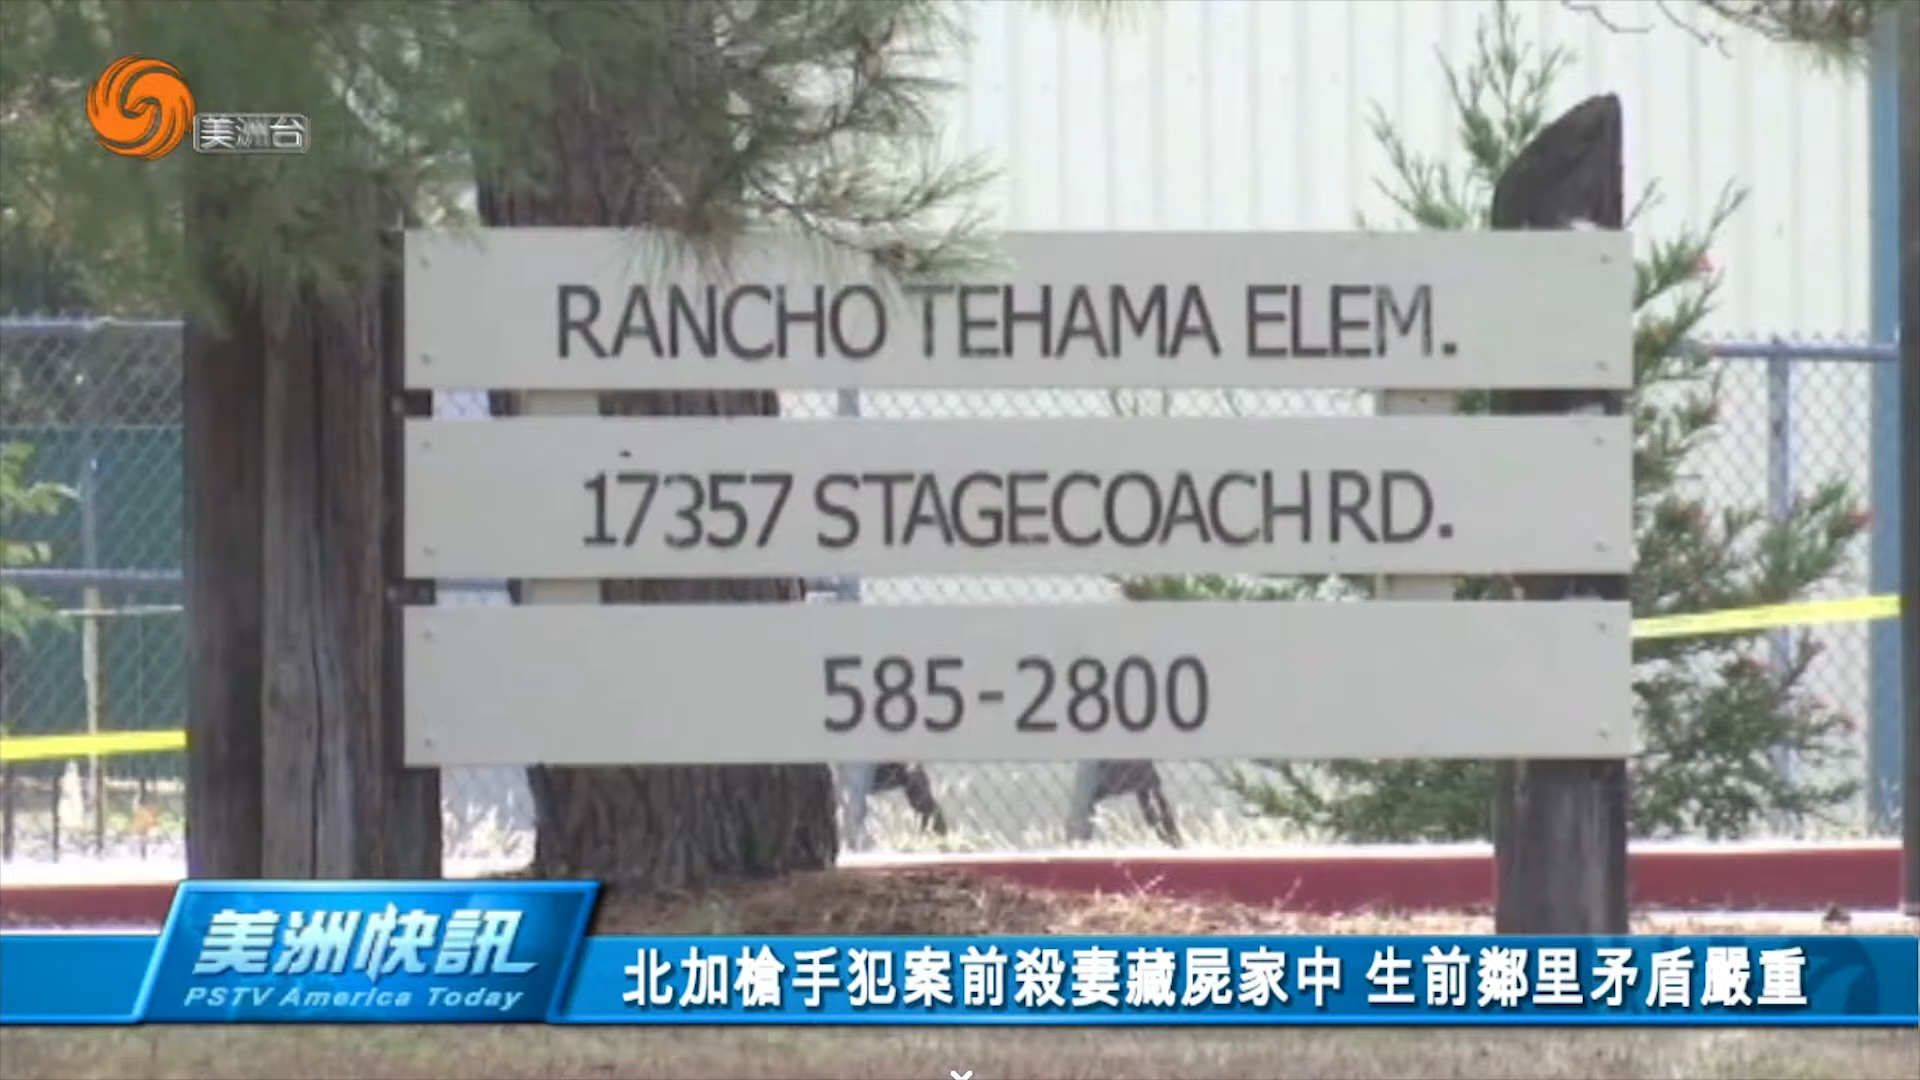 美洲台
RANCHO TEHAMA ELEM.
17357 STAGECOACH RD.
585-2800
美洲快訊
PSTV America Today
北加槍手犯案前殺妻藏屍家中 生前鄰里矛盾嚴重